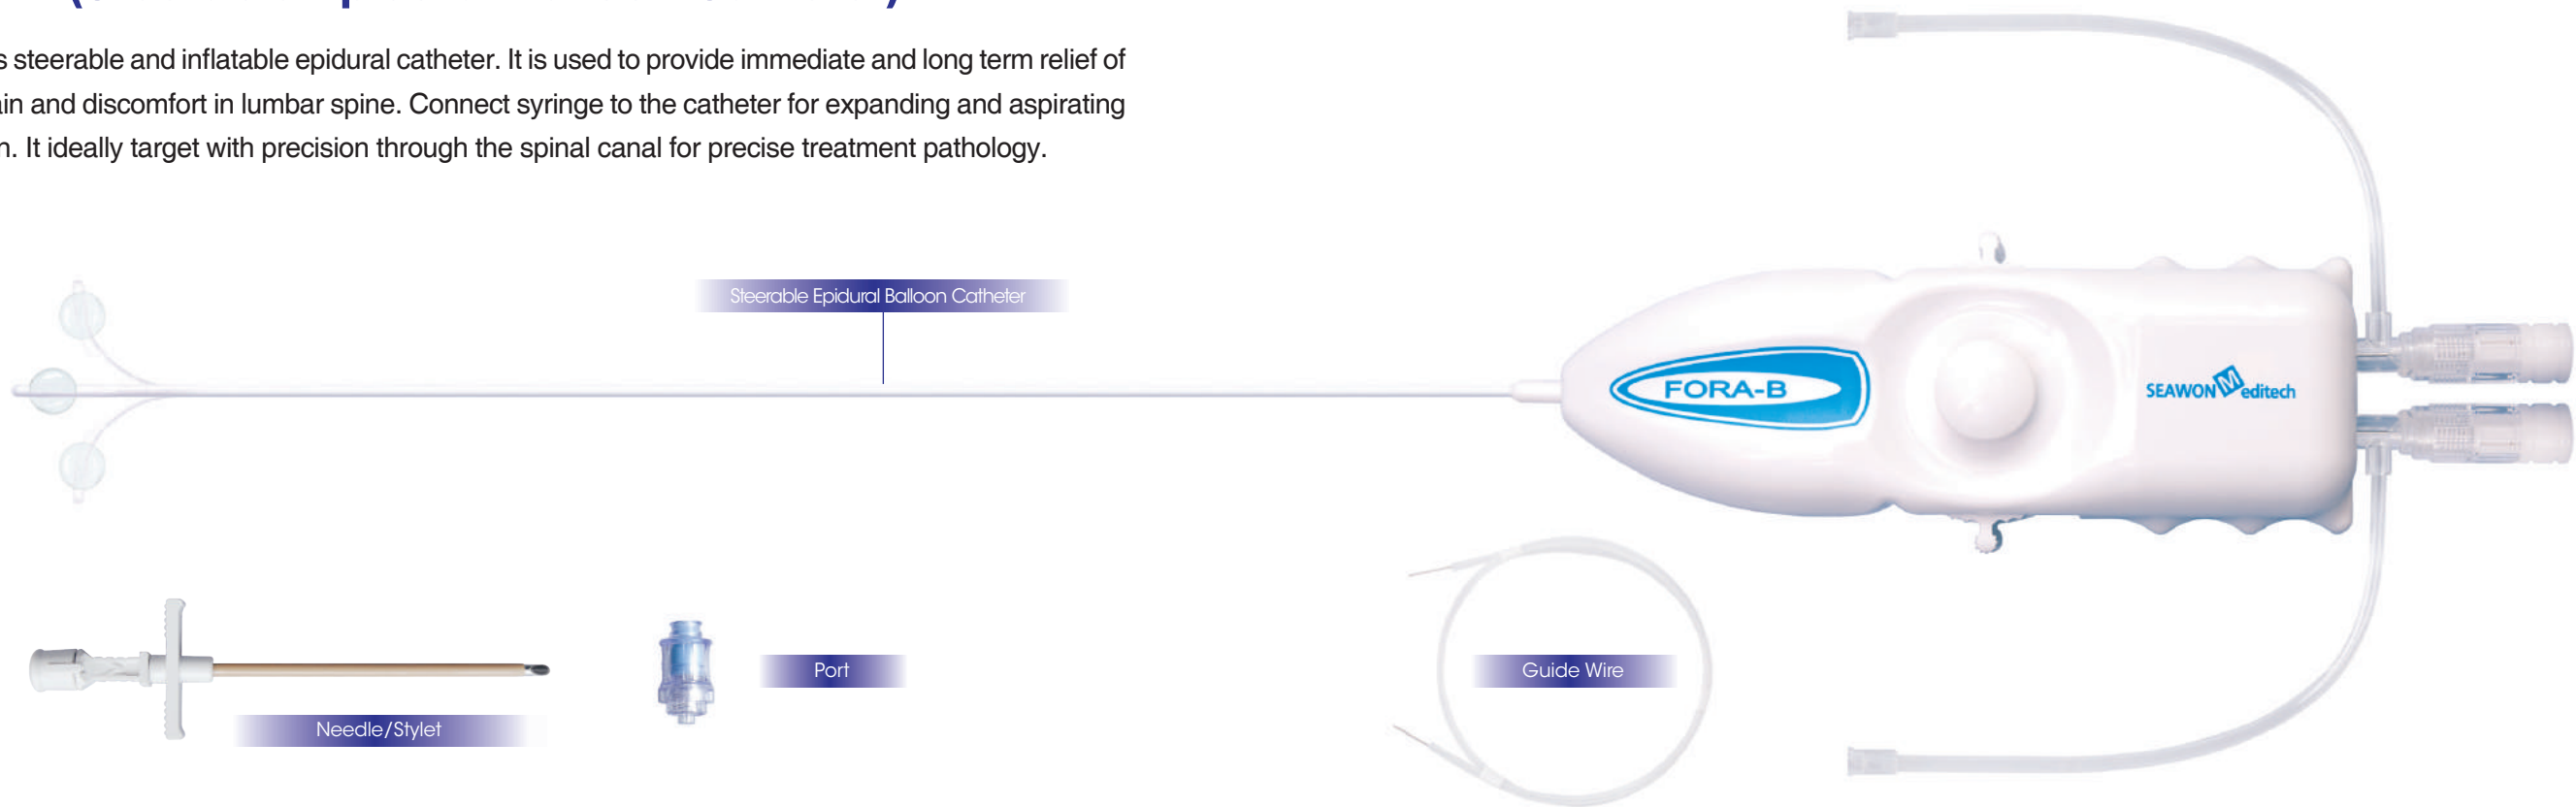 s steerable and inflatable epidural catheter. It is used to provide immediate and long term relief of
ain and discomfort in lumbar spine. Connect syringe to the catheter for expanding and aspirating
n. It ideally target with precision through the spinal canal for precise treatment pathology.
Steerable Epidural Balloon Catheter
FORA-B
SEAWON Meditech
Needle/Stylet
Port
Guide Wire